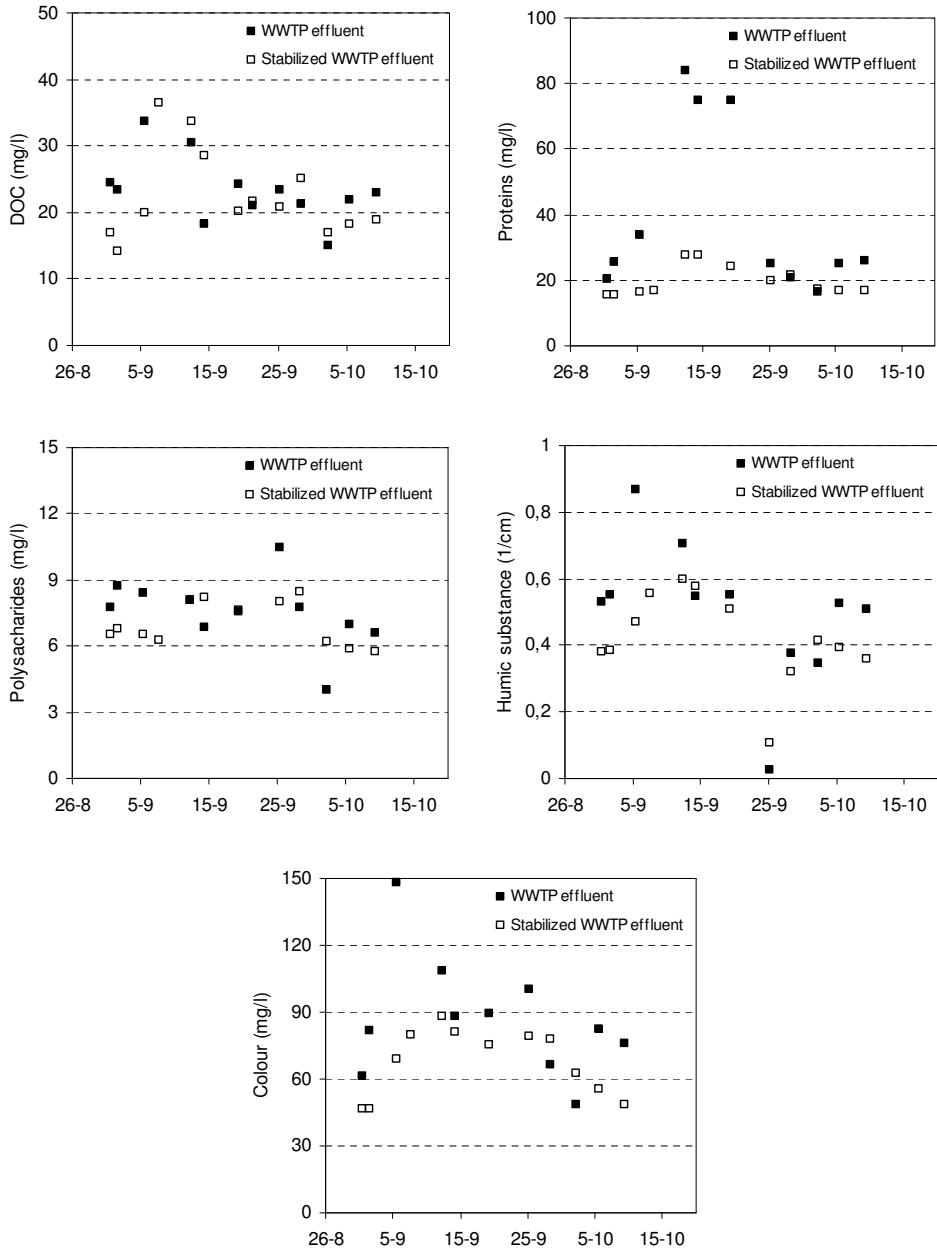 50
40
30
20
10
0
DOC (mg/l)
WWTP effluent
Stabilized WWTP effluent
26-8 5-9 15-9 25-9 5-10 15-10
100
80
60
40
20
0
Proteins (mg/l)
WWTP effluent
Stabilized WWTP effluent
26-8 5-9 15-9 25-9 5-10 15-10
15
12
9
6
3
0
Polysacharides (mg/l)
WWTP effluent
Stabilized WWTP effluent
26-8 5-9 15-9 25-9 5-10 15-10
1
0,8
0,6
0,4
0,2
0
Humic substance (1/cm)
WWTP effluent
Stabilized WWTP effluent
26-8 5-9 15-9 25-9 5-10 15-10
150
120
90
60
30
0
Colour (mg/l)
WWTP effluent
Stabilized WWTP effluent
26-8 5-9 15-9 25-9 5-10 15-10